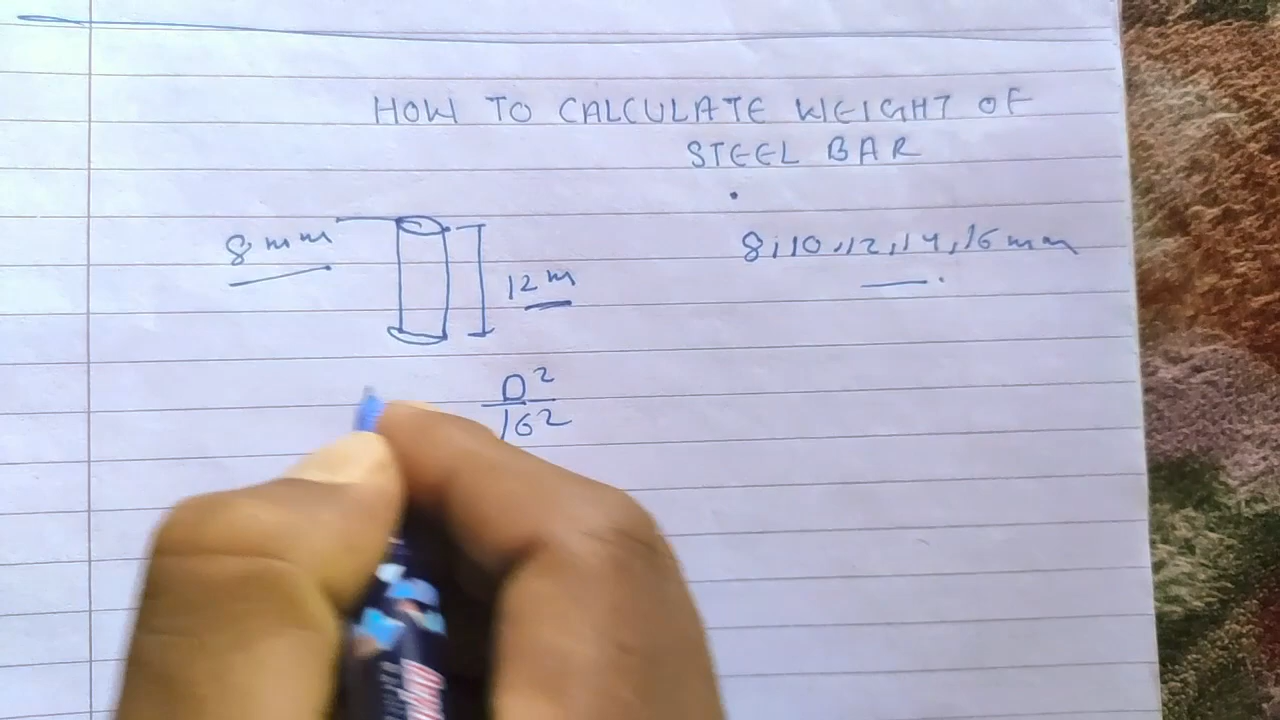 HOW TO CALCULATE WEIGHT OF
STEEL BAR
8mm
12m
8,10,12,14,16mm
D²
162